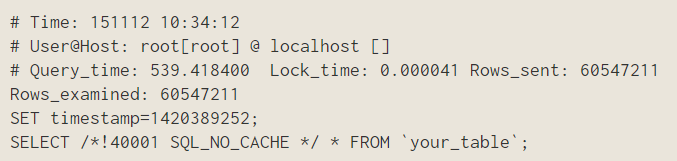 # Time: 151112 10:34:12
# User@Host: root[root] @ localhost []
# Query_time: 539.418400  Lock_time: 0.000041 Rows_sent: 60547211
Rows_examined: 60547211
SET timestamp=1420389252;
SELECT /*!40001 SQL_NO_CACHE */ * FROM `your_table`;